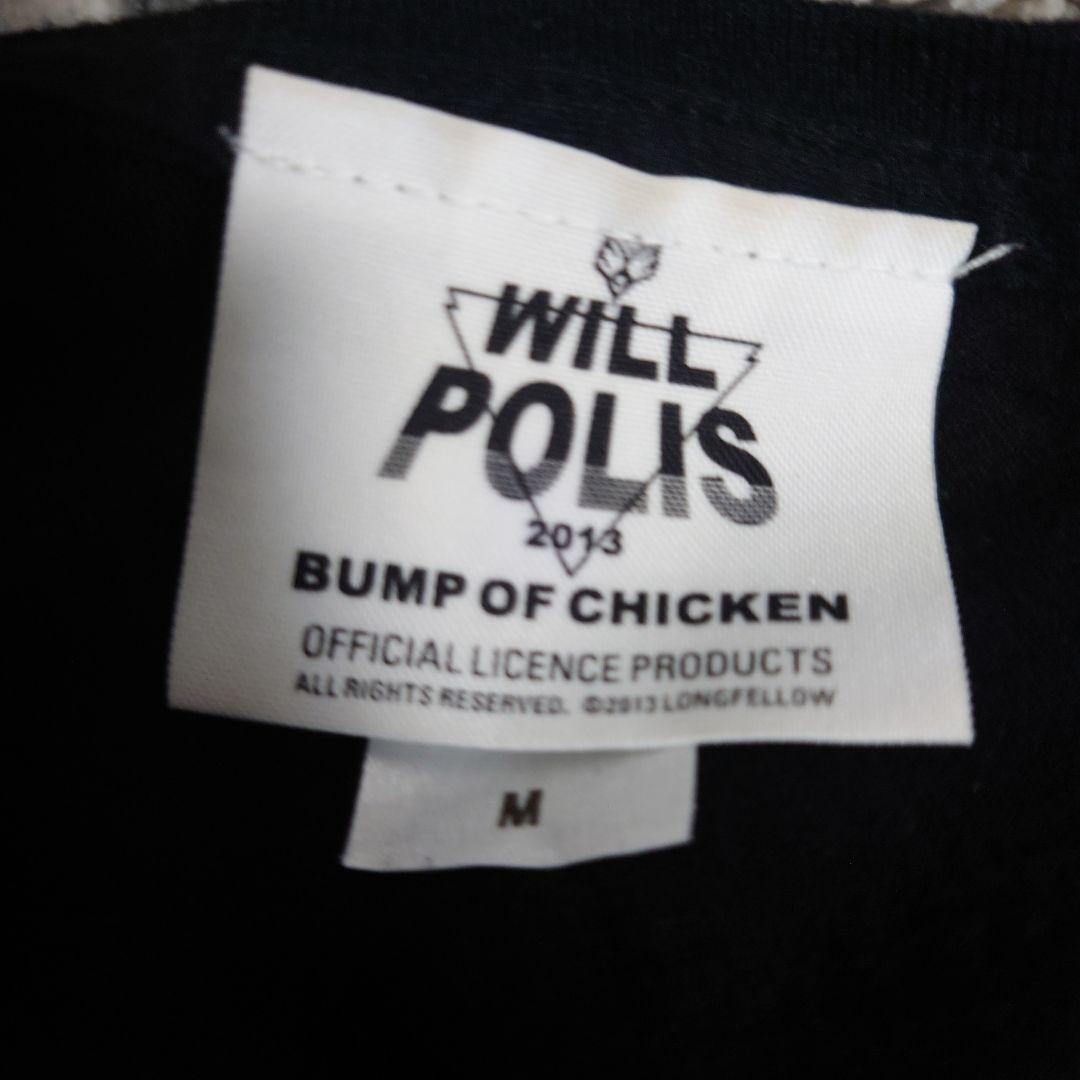 WILL
POLIS
2013
BUMP OF CHICKEN
OFFICIAL LICENCE PRODUCTS
ALL RIGHTS RESERVED. ©2013 LONGFELLOW
M